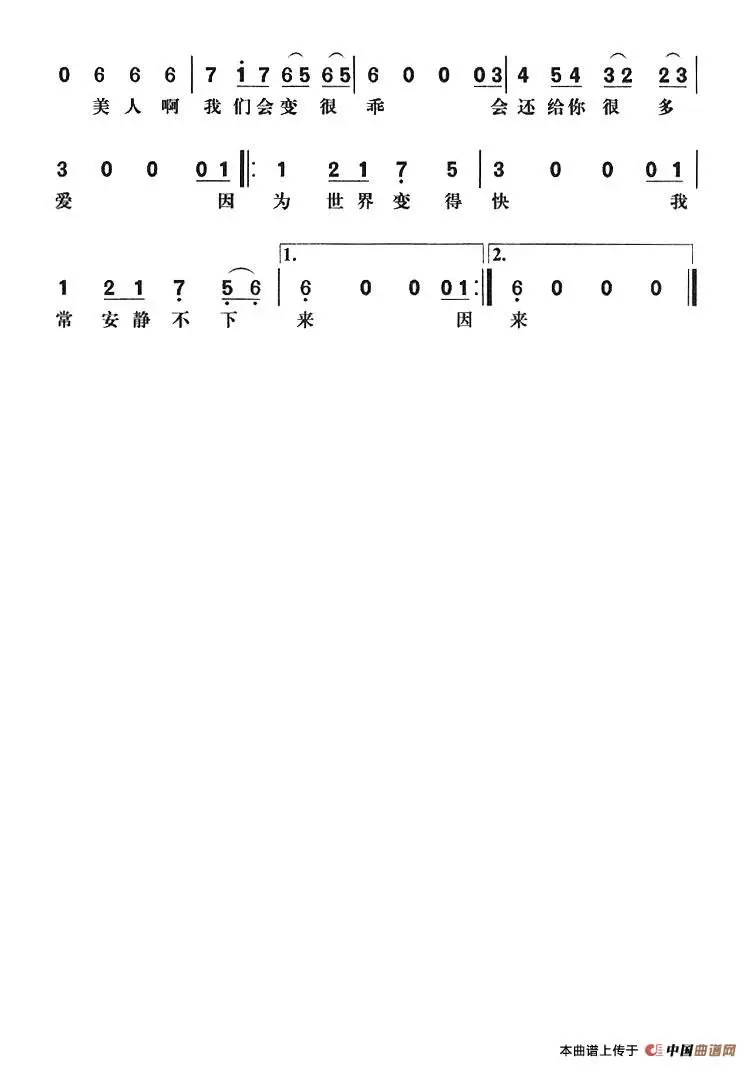 0 6 6 6 | 7 1 7 6 5 6 5 | 6 0 0 0 3 | 4 5 4 3 2 2 3 |
美 人 啊 我 们 会 变 很 乖 会 还 给 你 很 多
3 0 0 0 1 ‖: 1 2 1 7 5 | 3 0 0 0 1 |
爱 因 为 世 界 变 得 快 我
1. 2.
1 2 1 7 5 6 | 6 0 0 0 1 :‖ 6 0 0 0 ‖
常 安 静 不 下 来 因 来
本曲谱上传于 中国曲谱网